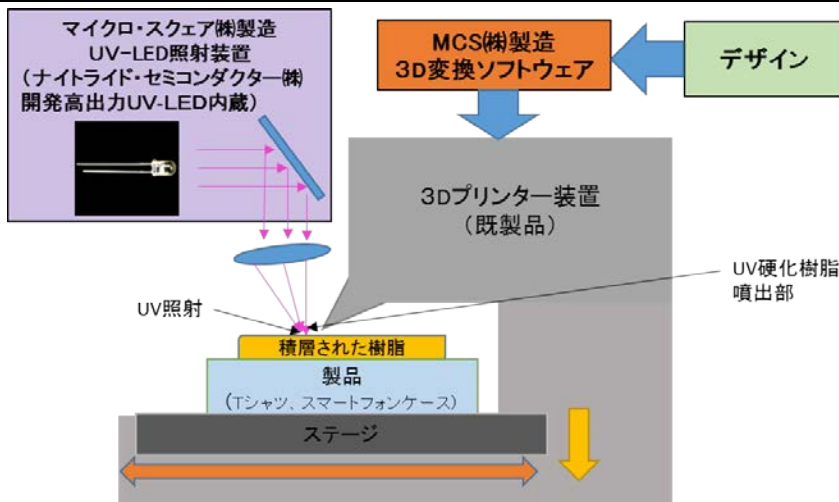 マイクロ・スクェア㈱製造
UV-LED照射装置
(ナイトライド・セミコンダクター㈱
開発高出力UV-LED内蔵)
MCS㈱製造
3D変換ソフトウェア
デザイン
3Dプリンター装置
(既製品)
UV硬化樹脂
噴出部
UV照射
積層された樹脂
製品
(Tシャツ、スマートフォンケース)
ステージ